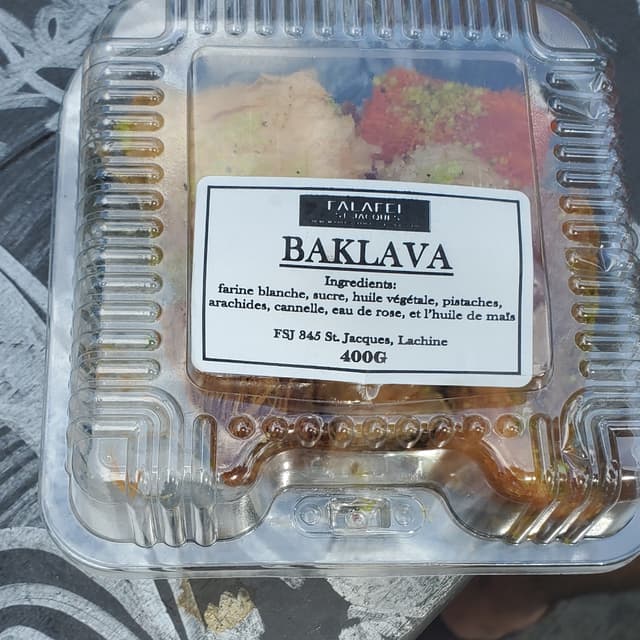 FALAFEL
ST. JACQUES
BAKLAVA
Ingredients:
farine blanche, sucre, huile végétale, pistaches,
arachides, cannelle, eau de rose, et l'huile de maïs
FSJ 345 St. Jacques, Lachine
400G